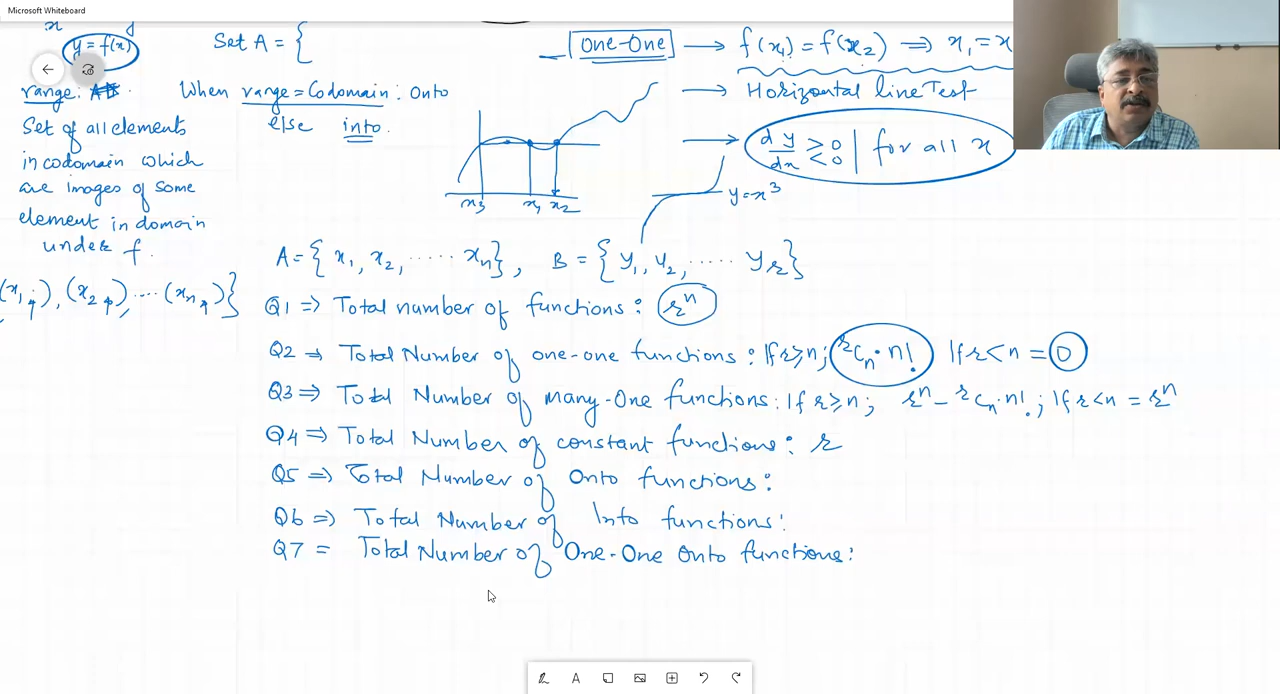 Microsoft Whiteboard
y = f(x)
range:
Set of all elements
in codomain which
are images of some
element in domain
under f.
(x1, ), (x2, ), .... (xn, )}
Set A = {
When range = Codomain : Onto
else into.
One-One → f(x1) = f(x2) ⇒ x1 = x
→ Horizontal line Test
→ dy/dx ≥ 0 ≤ 0 | for all x
x3 x1 x2
y = x³
A = { x1, x2, ...... xn}, B = { y1, y2, ...... yr}
Q1 ⇒ Total number of functions : rⁿ
Q2 ⇒ Total Number of one-one functions : If r≥n; ʳCn · n! If r < n = 0
Q3 ⇒ Total Number of Many-One functions : If r ≥ n; rⁿ - ʳCn · n! ; If r < n = rⁿ
Q4 ⇒ Total Number of constant functions : r
Q5 ⇒ Total Number of Onto functions :
Q6 ⇒ Total Number of Into functions :
Q7 = Total Number of One-One Onto functions :